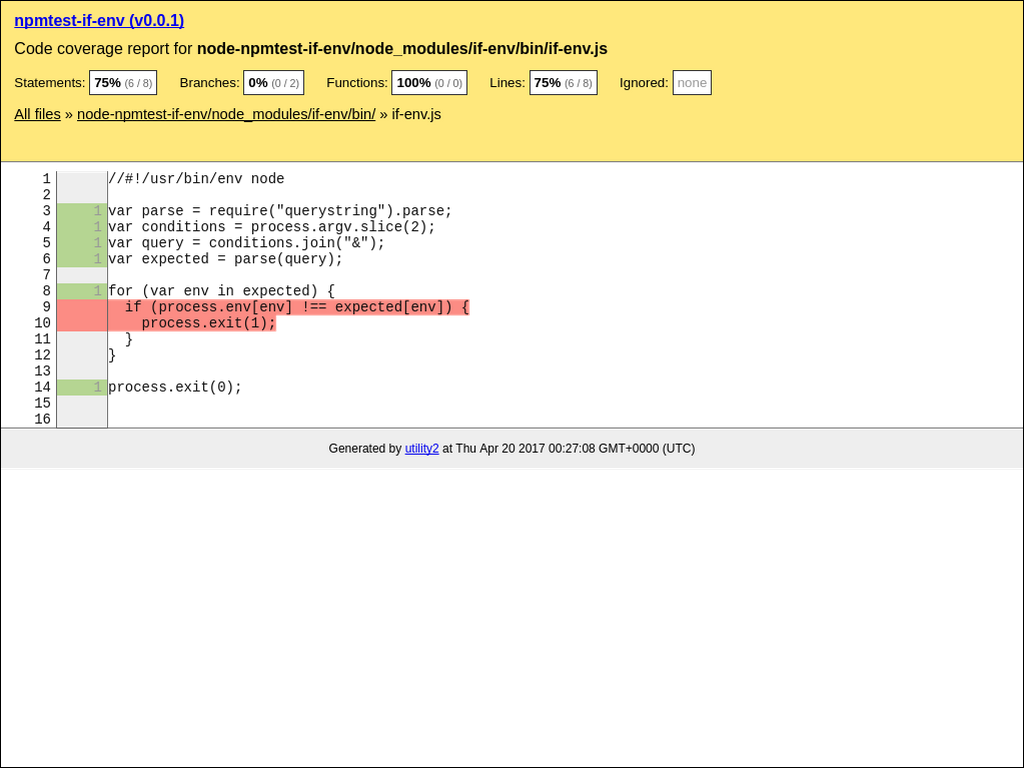 npmtest-if-env (v0.0.1)
Code coverage report for node-npmtest-if-env/node_modules/if-env/bin/if-env.js
Statements: 75% (6 / 8) Branches: 0% (0 / 2) Functions: 100% (0 / 0) Lines: 75% (6 / 8) Ignored: none
All files » node-npmtest-if-env/node_modules/if-env/bin/ » if-env.js
1 //#!/usr/bin/env node
2
3 1 var parse = require("querystring").parse;
4 1 var conditions = process.argv.slice(2);
5 1 var query = conditions.join("&");
6 1 var expected = parse(query);
7
8 1 for (var env in expected) {
9   if (process.env[env] !== expected[env]) {
10     process.exit(1);
11   }
12 }
13
14 1 process.exit(0);
15
16
Generated by utility2 at Thu Apr 20 2017 00:27:08 GMT+0000 (UTC)